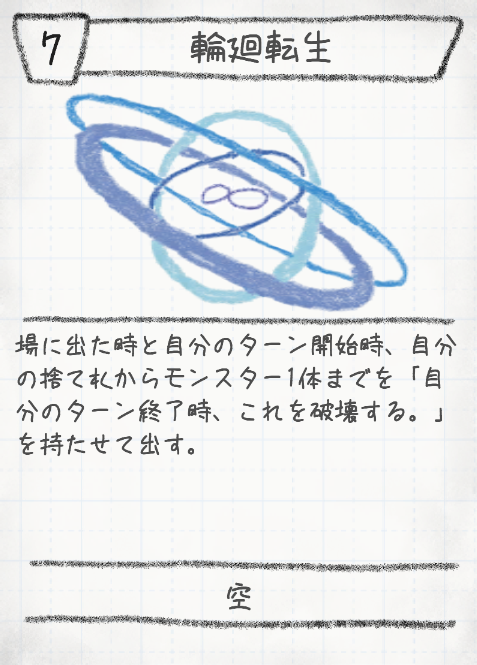 7
輪廻転生
場に出た時と自分のターン開始時、自分
の捨て札からモンスター1体までを「自
分のターン終了時、これを破壊する。」
を持たせて出す。
空